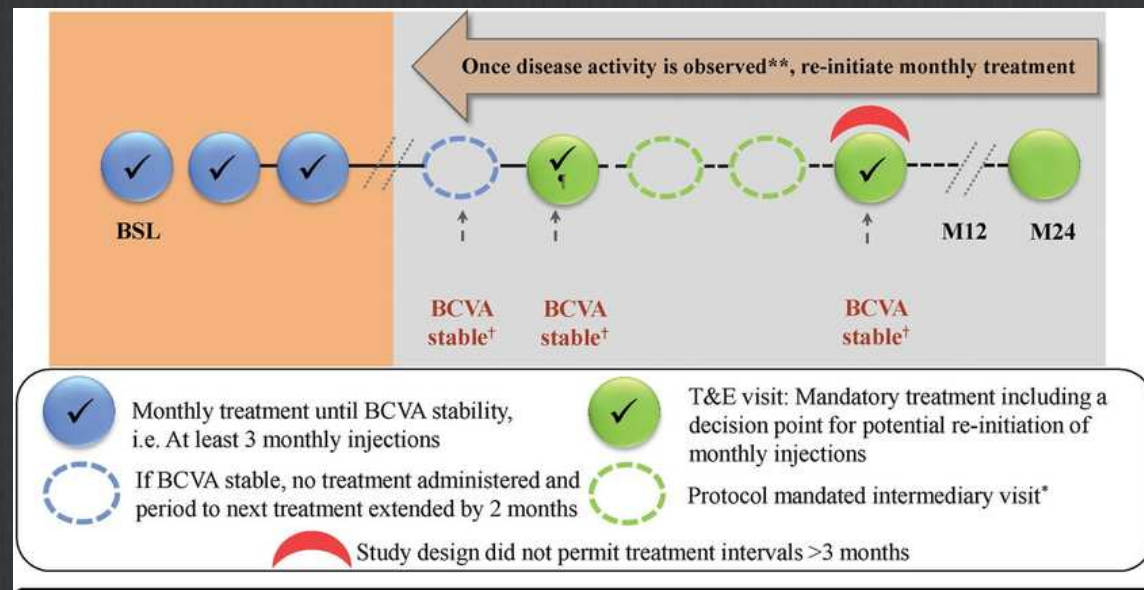 Once disease activity is observed**, re-initiate monthly treatment
✓ ✓ ✓ ✓ ✓
¶
BSL M12 M24
BCVA stable†
BCVA stable†
BCVA stable†
✓ Monthly treatment until BCVA stability,
i.e. At least 3 monthly injections
If BCVA stable, no treatment administered and
period to next treatment extended by 2 months
✓ T&E visit: Mandatory treatment including a
decision point for potential re-initiation of
monthly injections
Protocol mandated intermediary visit*
Study design did not permit treatment intervals >3 months